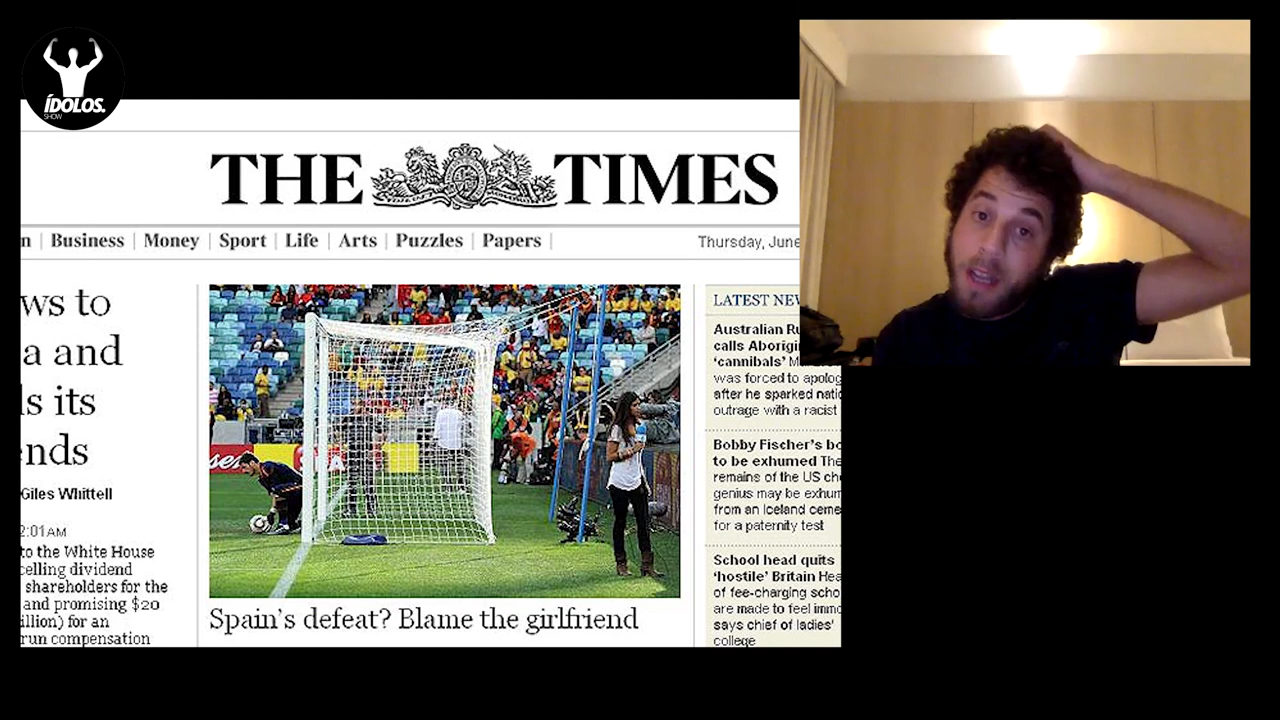 ÍDOLOS.
SHOW
THE TIMES
n | Business | Money | Sport | Life | Arts | Puzzles | Papers |
Thursday, June
ws to
a and
ls its
ends
Giles Whittell
2:01AM
to the White House
celling dividend
shareholders for the
and promising $20
illion) for an
run compensation
Spain's defeat? Blame the girlfriend
LATEST NEW
Australian Ru
calls Aborigin
'cannibals' M
was forced to apolog
after he sparked natio
outrage with a racist
Bobby Fischer's bo
to be exhumed The
remains of the US che
genius may be exhum
from an Iceland ceme
for a paternity test
School head quits
'hostile' Britain Hea
of fee-charging scho
are made to feel immo
says chief of ladies'
college